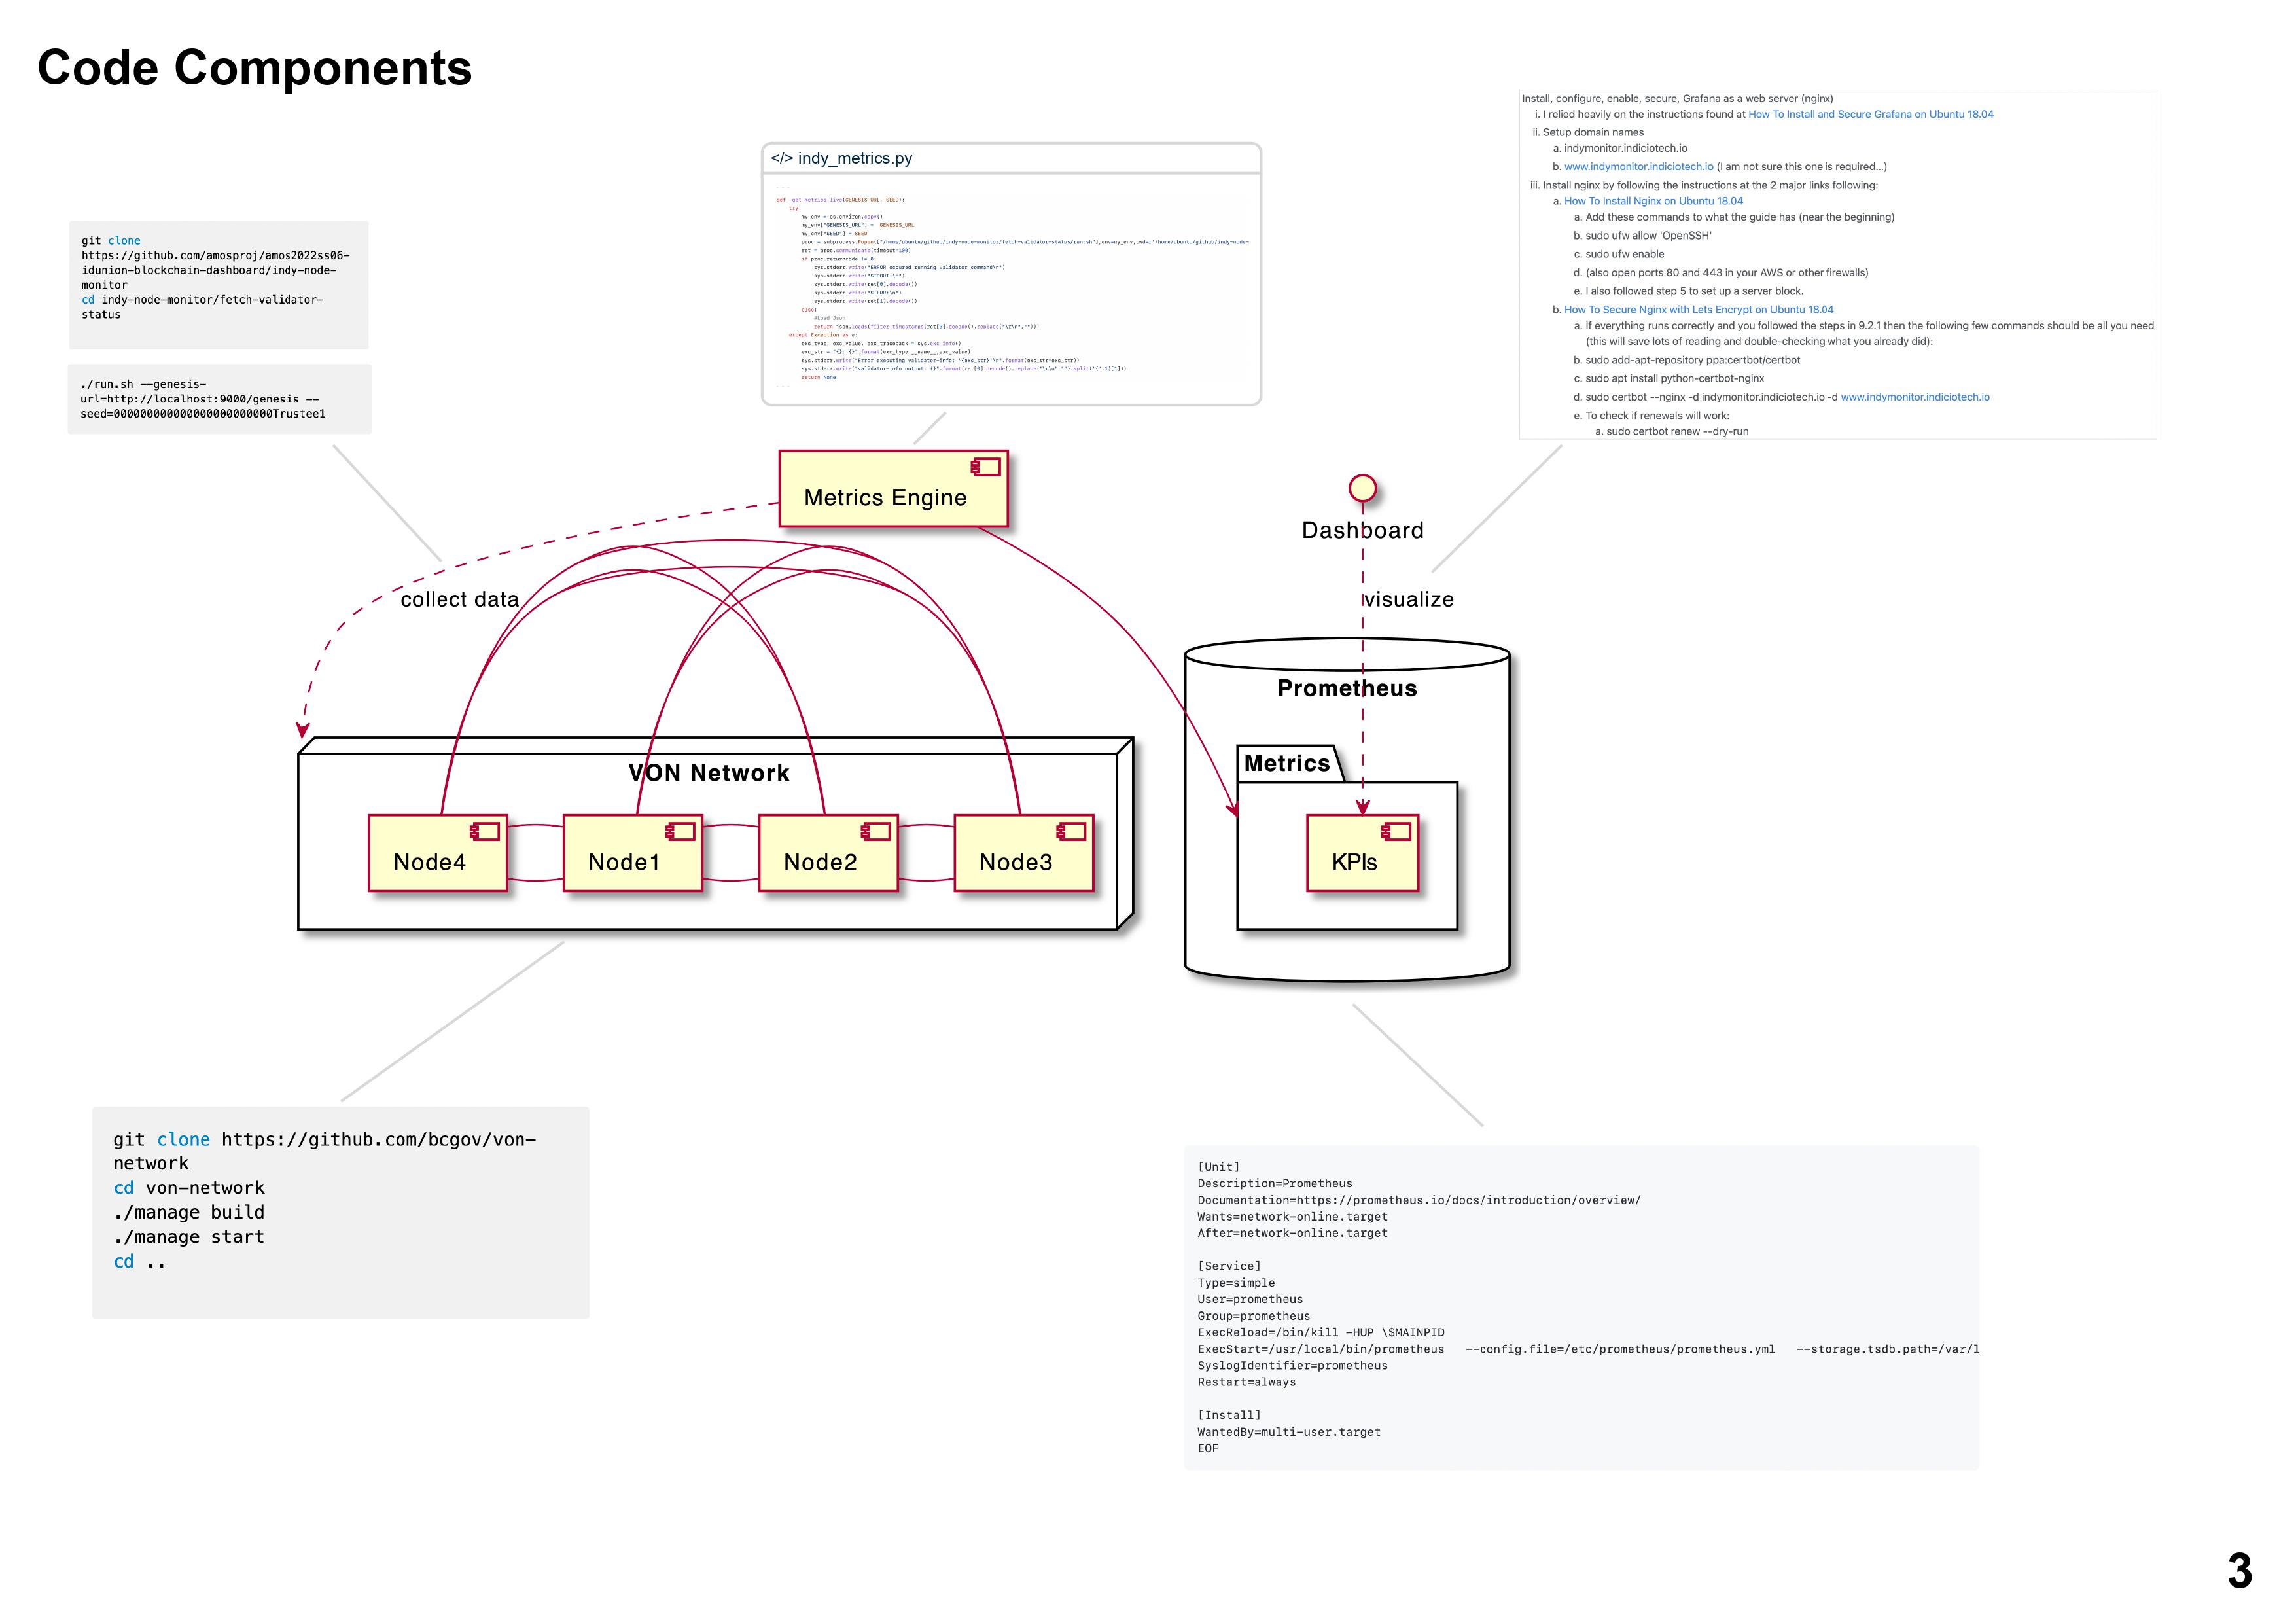 Code Components
git clone
https://github.com/amosproj/amos2022ss06-
idunion-blockchain-dashboard/indy-node-
monitor
cd indy-node-monitor/fetch-validator-
status
./run.sh --genesis-
url=http://localhost:9000/genesis --
seed=000000000000000000000000Trustee1
</> indy_metrics.py
...
def _get_metrics_live(GENESIS_URL, SEED):
try:
my_env = os.environ.copy()
my_env["GENESIS_URL"] = GENESIS_URL
my_env["SEED"] = SEED
proc = subprocess.Popen(["/home/ubuntu/github/indy-node-monitor/fetch-validator-status/run.sh"],env=my_env,cwd=r'/home/ubuntu/github/indy-node-
ret = proc.communicate(timeout=100)
if proc.returncode != 0:
sys.stderr.write("ERROR occured running validator command\n")
sys.stderr.write("STDOUT:\n")
sys.stderr.write(ret[0].decode())
sys.stderr.write("STERR:\n")
sys.stderr.write(ret[1].decode())
else:
#Load Json
return json.loads(filter_timestamps(ret[0].decode().replace("\r\n","")))
except Exception as e:
exc_type, exc_value, exc_traceback = sys.exc_info()
exc_str = "{}: {}".format(exc_type.__name__,exc_value)
sys.stderr.write("Error executing validator-info: '{exc_str}'\n".format(exc_str=exc_str))
sys.stderr.write("validator-info output: {}".format(ret[0].decode().replace("\r\n","").split('{',1)[1]))
return None
...
Install, configure, enable, secure, Grafana as a web server (nginx)
i. I relied heavily on the instructions found at How To Install and Secure Grafana on Ubuntu 18.04
ii. Setup domain names
a. indymonitor.indiciotech.io
b. www.indymonitor.indiciotech.io (I am not sure this one is required...)
iii. Install nginx by following the instructions at the 2 major links following:
a. How To Install Nginx on Ubuntu 18.04
a. Add these commands to what the guide has (near the beginning)
b. sudo ufw allow 'OpenSSH'
c. sudo ufw enable
d. (also open ports 80 and 443 in your AWS or other firewalls)
e. I also followed step 5 to set up a server block.
b. How To Secure Nginx with Lets Encrypt on Ubuntu 18.04
a. If everything runs correctly and you followed the steps in 9.2.1 then the following few commands should be all you need
(this will save lots of reading and double-checking what you already did):
b. sudo add-apt-repository ppa:certbot/certbot
c. sudo apt install python-certbot-nginx
d. sudo certbot --nginx -d indymonitor.indiciotech.io -d www.indymonitor.indiciotech.io
e. To check if renewals will work:
a. sudo certbot renew --dry-run
Metrics Engine
Dashboard
collect data
visualize
Prometheus
VON Network
Metrics
Node4
Node1
Node2
Node3
KPIs
git clone https://github.com/bcgov/von-
network
cd von-network
./manage build
./manage start
cd ..
[Unit]
Description=Prometheus
Documentation=https://prometheus.io/docs/introduction/overview/
Wants=network-online.target
After=network-online.target
[Service]
Type=simple
User=prometheus
Group=prometheus
ExecReload=/bin/kill -HUP \$MAINPID
ExecStart=/usr/local/bin/prometheus   --config.file=/etc/prometheus/prometheus.yml   --storage.tsdb.path=/var/l
SyslogIdentifier=prometheus
Restart=always
[Install]
WantedBy=multi-user.target
EOF
3